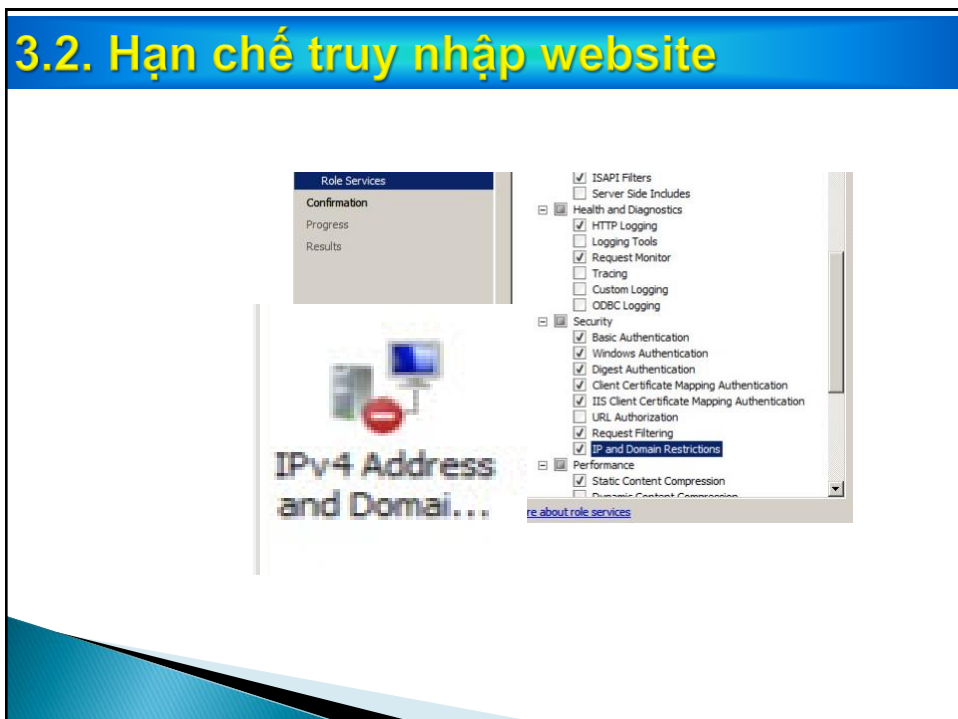 3.2. Hạn chế truy nhập website
Role Services
Confirmation
Progress
Results
ISAPI Filters
Server Side Includes
Health and Diagnostics
HTTP Logging
Logging Tools
Request Monitor
Tracing
Custom Logging
ODBC Logging
Security
Basic Authentication
Windows Authentication
Digest Authentication
Client Certificate Mapping Authentication
IIS Client Certificate Mapping Authentication
URL Authorization
Request Filtering
IP and Domain Restrictions
Performance
Static Content Compression
Dynamic Content Compression
re about role services
IPv4 Address
and Domai...